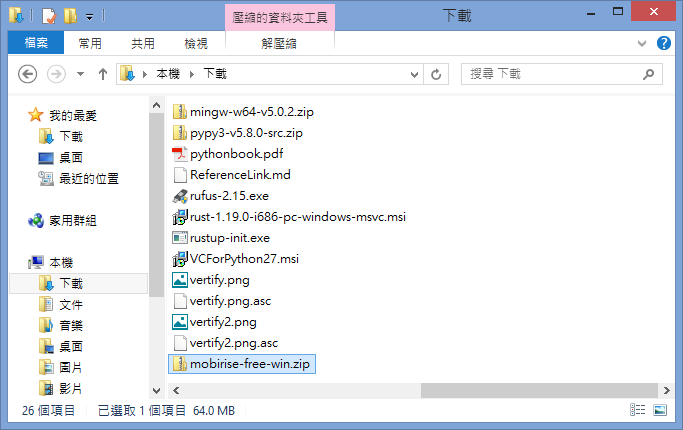 壓縮的資料夾工具
下載
檔案
常用
共用
檢視
解壓縮
本機
下載
搜尋 下載
我的最愛
下載
桌面
最近的位置
家用群組
本機
下載
文件
音樂
桌面
圖片
影片
mingw-w64-v5.0.2.zip
pypy3-v5.8.0-src.zip
pythonbook.pdf
ReferenceLink.md
rufus-2.15.exe
rust-1.19.0-i686-pc-windows-msvc.msi
rustup-init.exe
VCForPython27.msi
vertify.png
vertify.png.asc
vertify2.png
vertify2.png.asc
mobirise-free-win.zip
26 個項目
已選取 1 個項目 64.0 MB